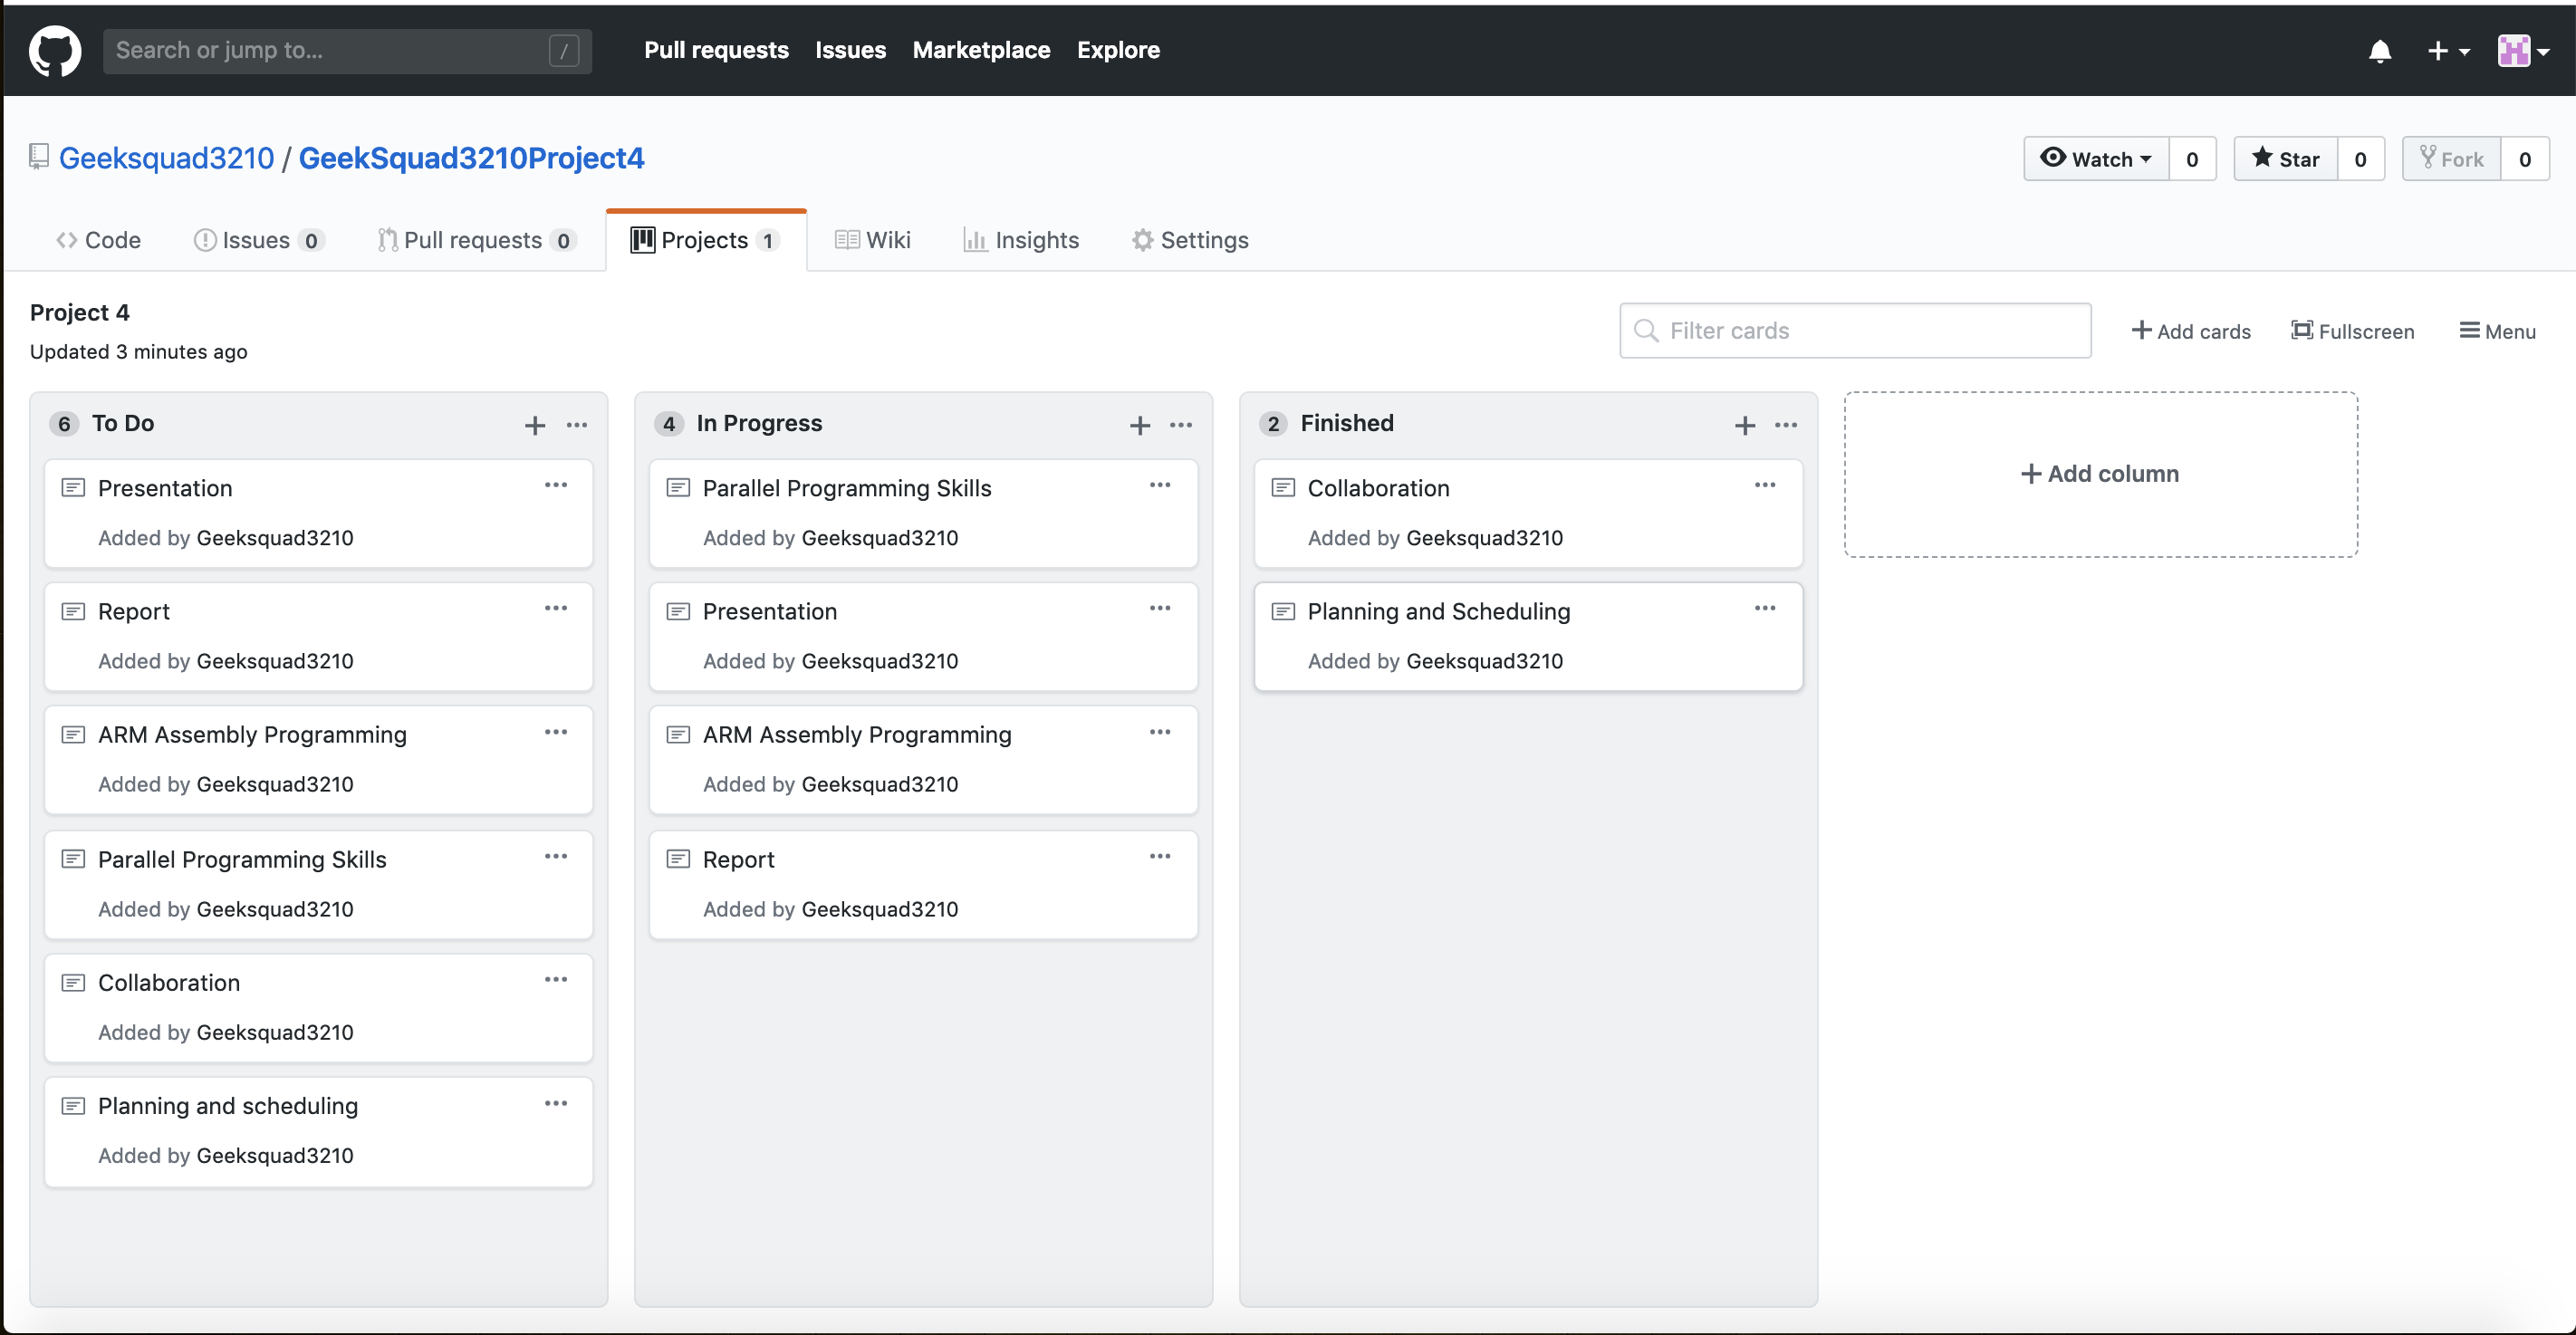 Search or jump to... /
Pull requests Issues Marketplace Explore
Geeksquad3210 / GeekSquad3210Project4
Watch 0 Star 0 Fork 0
Code Issues 0 Pull requests 0 Projects 1 Wiki Insights Settings
Project 4
Updated 3 minutes ago
Filter cards
Add cards Fullscreen Menu
6 To Do
Presentation
Added by Geeksquad3210
Report
Added by Geeksquad3210
ARM Assembly Programming
Added by Geeksquad3210
Parallel Programming Skills
Added by Geeksquad3210
Collaboration
Added by Geeksquad3210
Planning and scheduling
Added by Geeksquad3210
4 In Progress
Parallel Programming Skills
Added by Geeksquad3210
Presentation
Added by Geeksquad3210
ARM Assembly Programming
Added by Geeksquad3210
Report
Added by Geeksquad3210
2 Finished
Collaboration
Added by Geeksquad3210
Planning and Scheduling
Added by Geeksquad3210
Add column